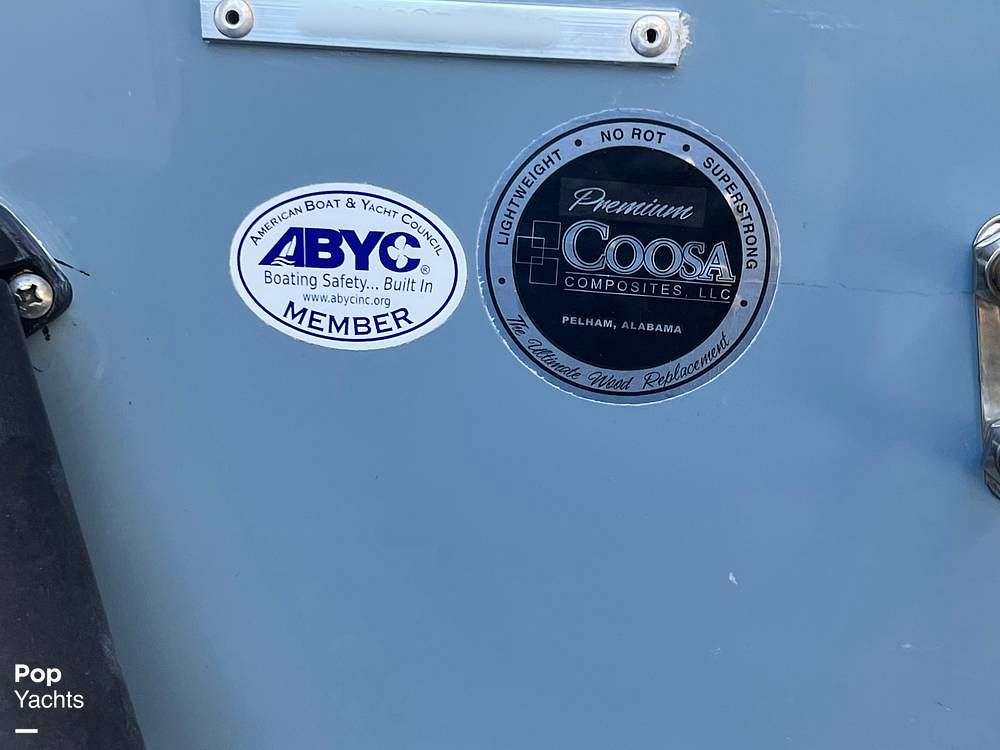 AMERICAN BOAT & YACHT COUNCIL
ABYC®
Boating Safety... Built In
www.abycinc.org
MEMBER
• LIGHTWEIGHT • NO ROT • SUPERSTRONG •
Premium
COOSA
COMPOSITES, LLC
PELHAM, ALABAMA
The Ultimate Wood Replacement
Pop
Yachts